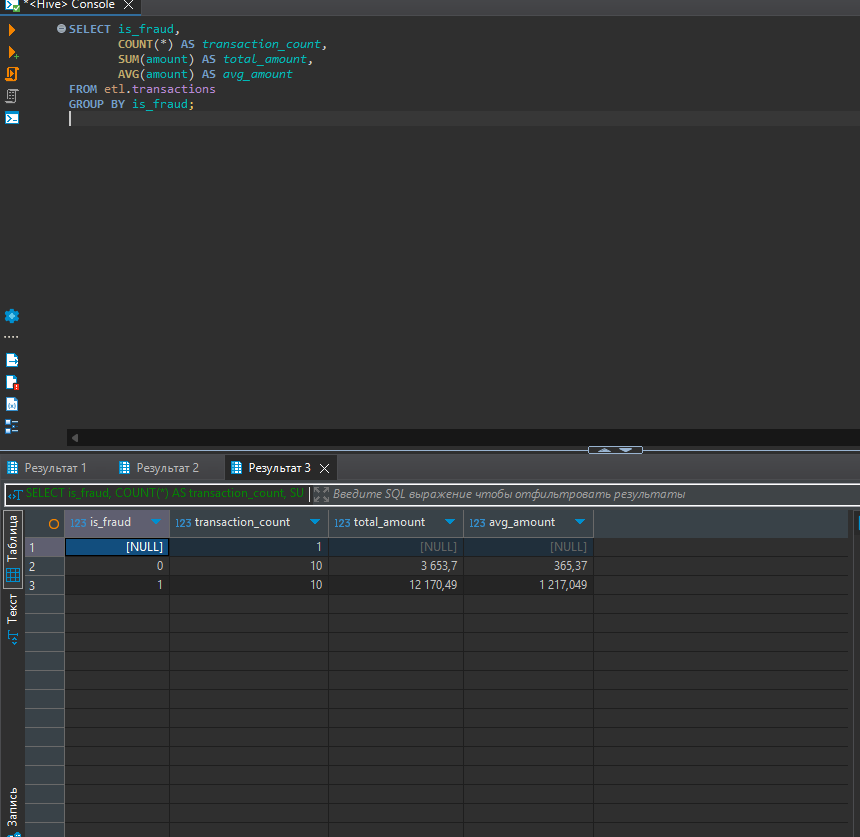 *<Hive> Console
SELECT is_fraud,
COUNT(*) AS transaction_count,
SUM(amount) AS total_amount,
AVG(amount) AS avg_amount
FROM etl.transactions
GROUP BY is_fraud;
Результат 1 Результат 2 Результат 3
SELECT is_fraud, COUNT(*) AS transaction_count, SU Введите SQL выражение чтобы отфильтровать результаты
Таблица
Текст
Запись
123 is_fraud 123 transaction_count 123 total_amount 123 avg_amount
1 [NULL] 1 [NULL] [NULL]
2 0 10 3 653,7 365,37
3 1 10 12 170,49 1 217,049